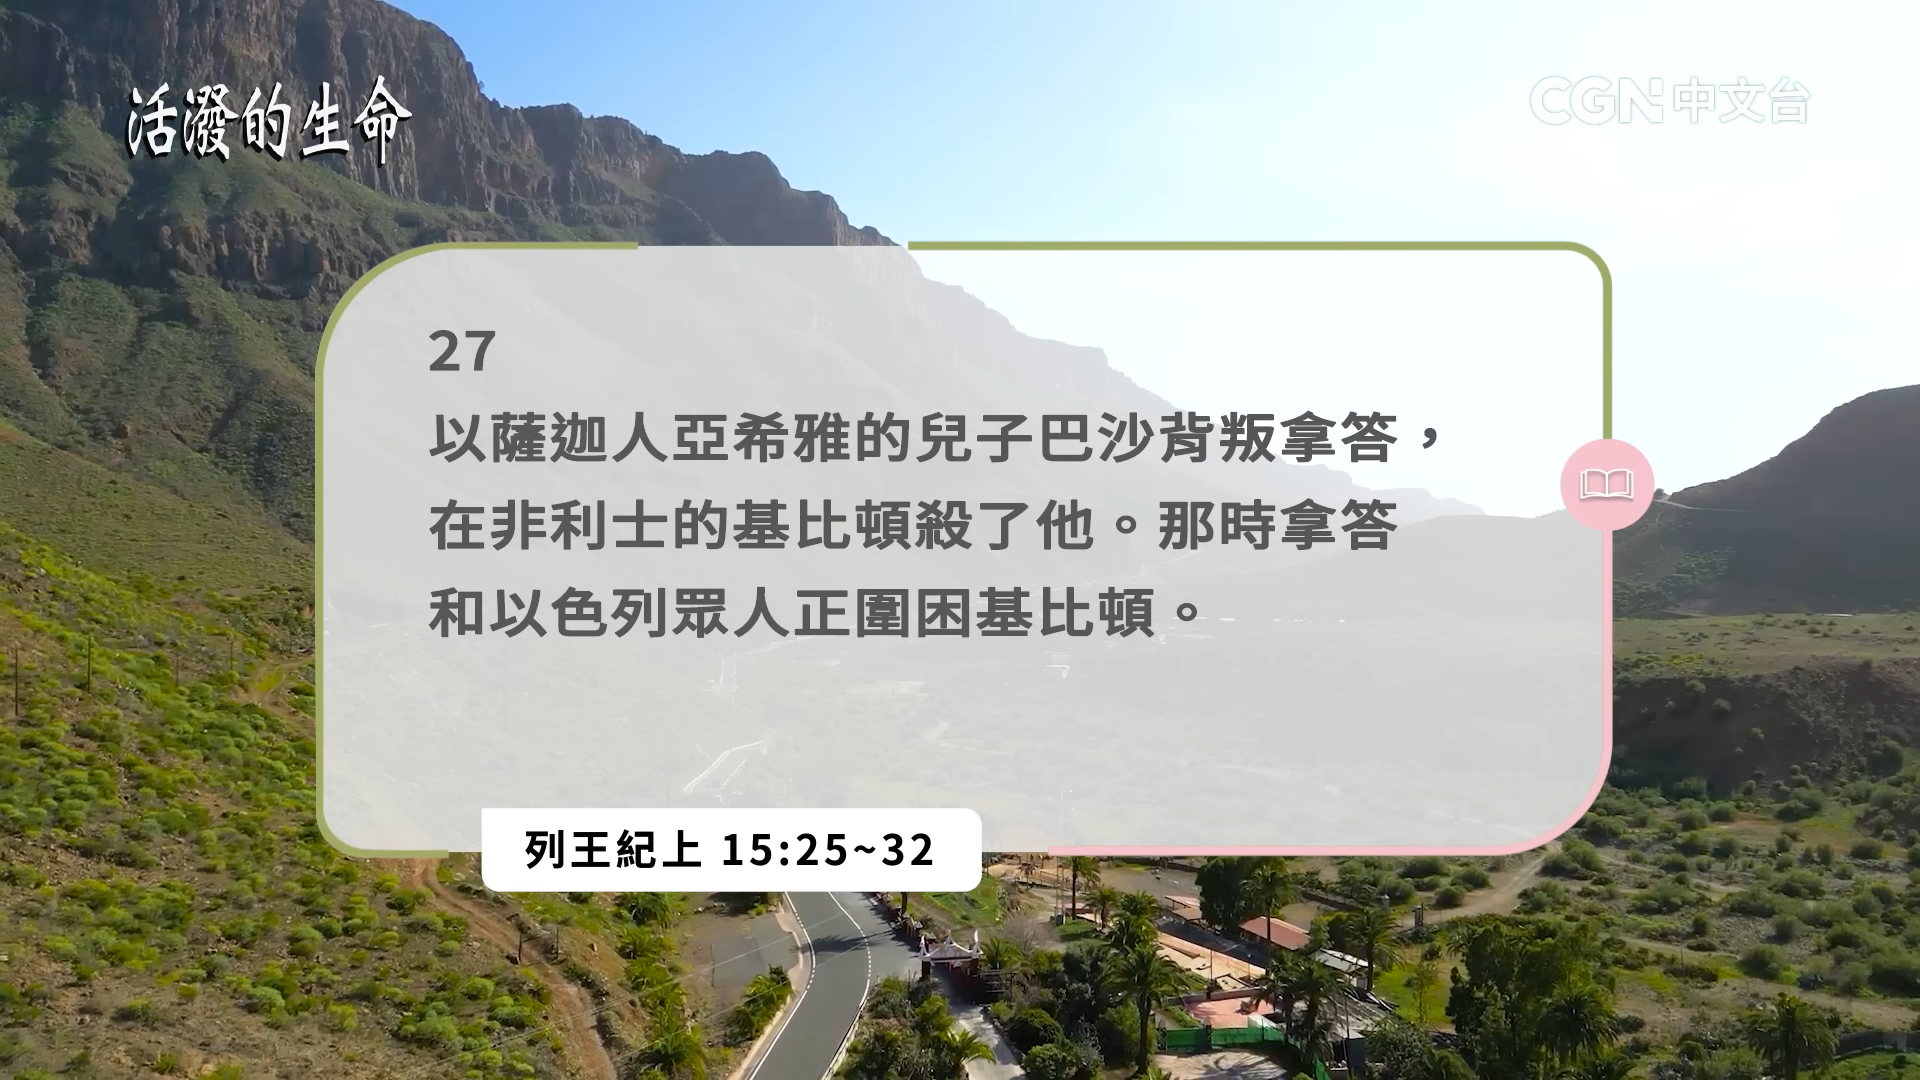 活潑的生命
CGN 中文台
27
以薩迦人亞希雅的兒子巴沙背叛拿答，
在非利士的基比頓殺了他。那時拿答
和以色列眾人正圍困基比頓。
列王紀上 15:25~32